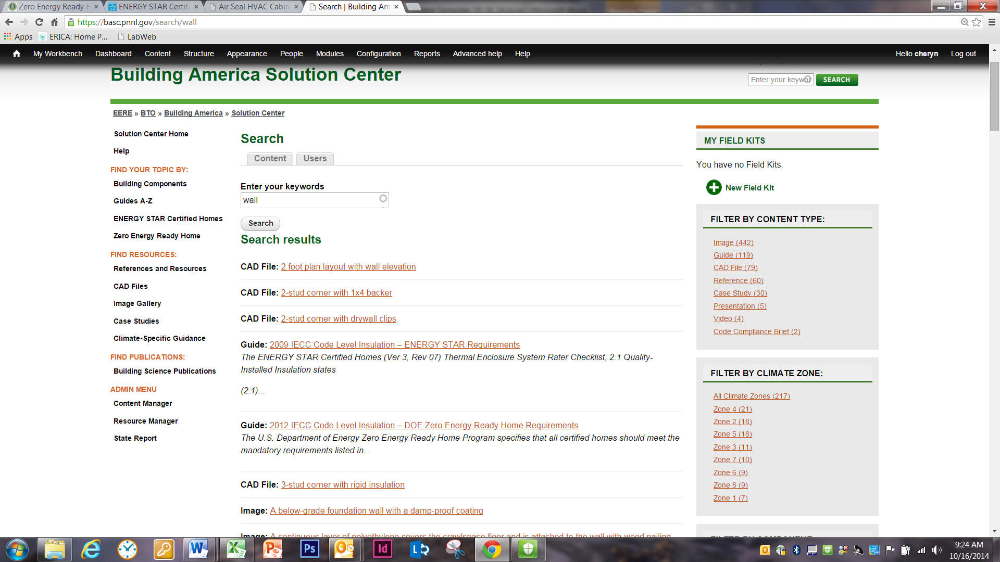 Zero Energy Ready H
ENERGY STAR Certifi
Air Seal HVAC Cabin
Search | Building Am
https://basc.pnnl.gov/search/wall
Apps
ERICA: Home P...
LabWeb
My Workbench
Dashboard
Content
Structure
Appearance
People
Modules
Configuration
Reports
Advanced help
Help
Hello cheryn
Log out
Building America Solution Center
Enter your keywor
SEARCH
EERE » BTO » Building America » Solution Center
Solution Center Home
Help
FIND YOUR TOPIC BY:
Building Components
Guides A-Z
ENERGY STAR Certified Homes
Zero Energy Ready Home
FIND RESOURCES:
References and Resources
CAD Files
Image Gallery
Case Studies
Climate-Specific Guidance
FIND PUBLICATIONS:
Building Science Publications
ADMIN MENU
Content Manager
Resource Manager
State Report
Search
Content
Users
Enter your keywords
wall
Search
Search results
CAD File: 2 foot plan layout with wall elevation
CAD File: 2-stud corner with 1x4 backer
CAD File: 2-stud corner with drywall clips
Guide: 2009 IECC Code Level Insulation – ENERGY STAR Requirements
The ENERGY STAR Certified Homes (Ver 3, Rev 07) Thermal Enclosure System Rater Checklist, 2.1 Quality-
Installed Insulation states
(2.1)...
Guide: 2012 IECC Code Level Insulation – DOE Zero Energy Ready Home Requirements
The U.S. Department of Energy Zero Energy Ready Home Program specifies that all certified homes should meet the
mandatory requirements listed in...
CAD File: 3-stud corner with rigid insulation
Image: A below-grade foundation wall with a damp-proof coating
Image: A continuous layer of polyethylene covers the crawlspace floor and is attached to the wall with wood nailing
MY FIELD KITS
You have no Field Kits.
New Field Kit
FILTER BY CONTENT TYPE:
Image (442)
Guide (119)
CAD File (79)
Reference (60)
Case Study (30)
Presentation (5)
Video (4)
Code Compliance Brief (2)
FILTER BY CLIMATE ZONE:
All Climate Zones (217)
Zone 4 (21)
Zone 2 (18)
Zone 5 (18)
Zone 3 (11)
Zone 7 (10)
Zone 6 (9)
Zone 8 (9)
Zone 1 (7)
FILTER BY COMPONENT
Ps
Id
9:24 AM
10/16/2014